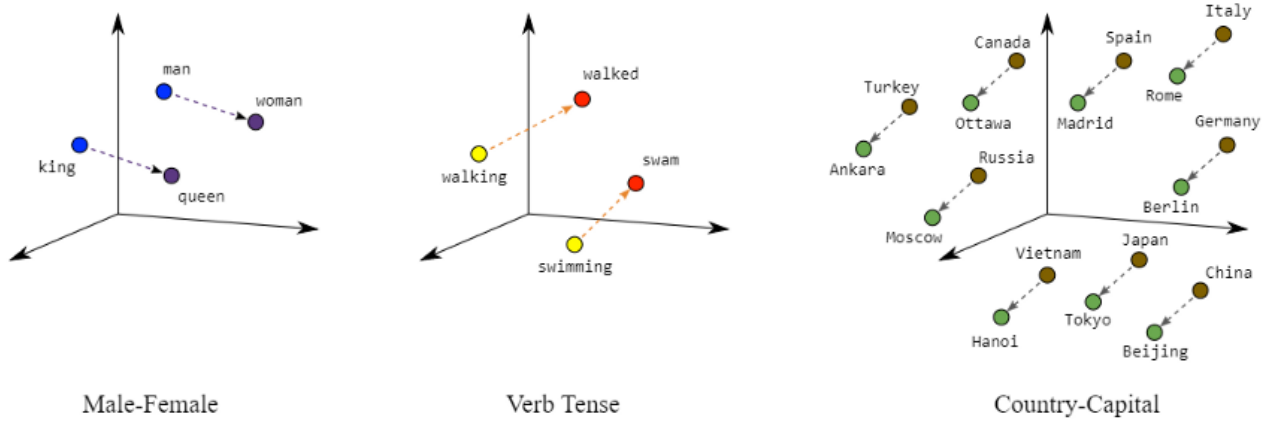 man
woman
king
queen
Male-Female
walked
walking
swam
swimming
Verb Tense
Italy
Canada
Spain
Rome
Turkey
Ottawa
Madrid
Germany
Ankara
Russia
Berlin
Moscow
Japan
Vietnam
China
Tokyo
Hanoi
Beijing
Country-Capital